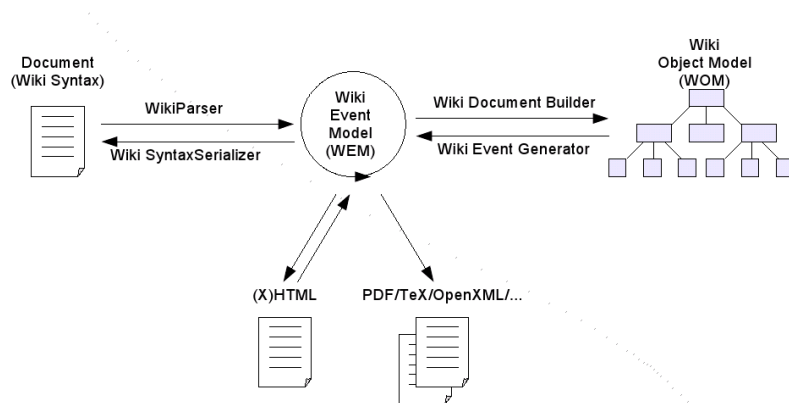 Document
(Wiki Syntax)
WikiParser
Wiki SyntaxSerializer
Wiki
Event
Model
(WEM)
Wiki Document Builder
Wiki Event Generator
Wiki
Object Model
(WOM)
(X)HTML
PDF/TeX/OpenXML/...